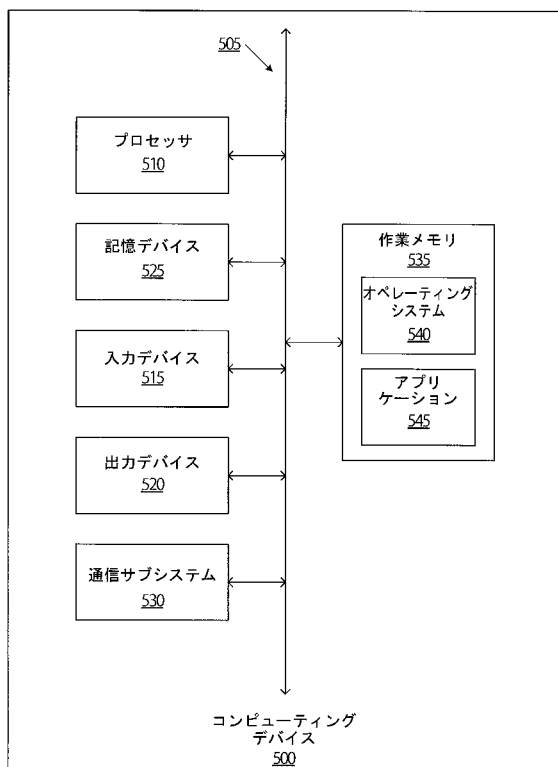 505
プロセッサ
510
記憶デバイス
525
入力デバイス
515
出力デバイス
520
通信サブシステム
530
作業メモリ
535
オペレーティング
システム
540
アプリ
ケーション
545
コンピューティング
デバイス
500